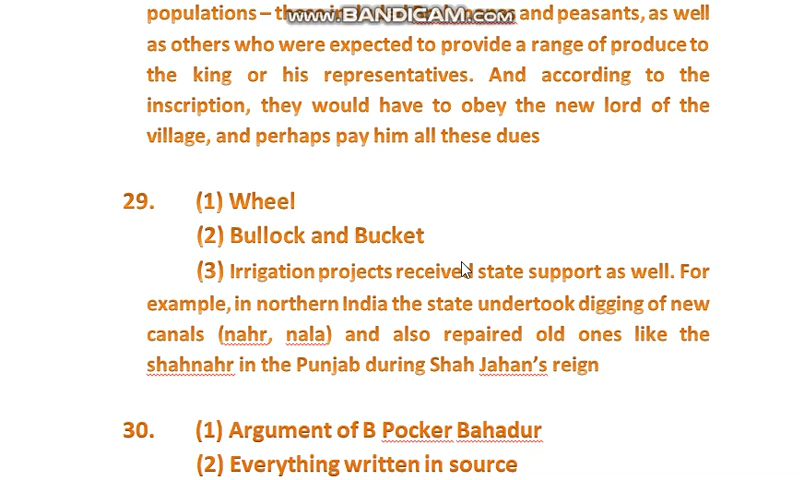 www.BANDICAM.com
populations – and peasants, as well
as others who were expected to provide a range of produce to
the king or his representatives. And according to the
inscription, they would have to obey the new lord of the
village, and perhaps pay him all these dues
29. (1) Wheel
(2) Bullock and Bucket
(3) Irrigation projects received state support as well. For
example, in northern India the state undertook digging of new
canals (nahr, nala) and also repaired old ones like the
shahnahr in the Punjab during Shah Jahan's reign
30. (1) Argument of B Pocker Bahadur
(2) Everything written in source